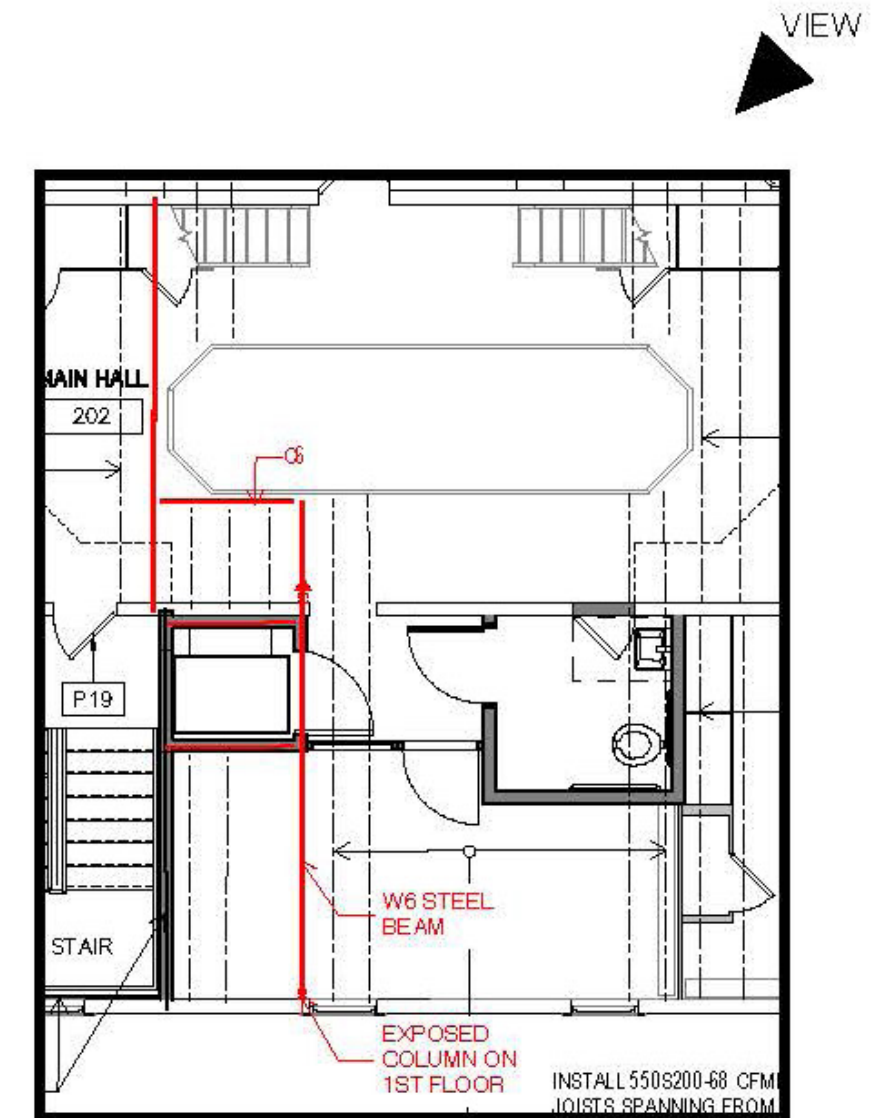 VIEW
MAIN HALL
202
C6
P19
W6 STEEL
BEAM
STAIR
EXPOSED
COLUMN ON
1ST FLOOR
INSTALL 550S200-68 CFM
JOISTS SPANNING FROM